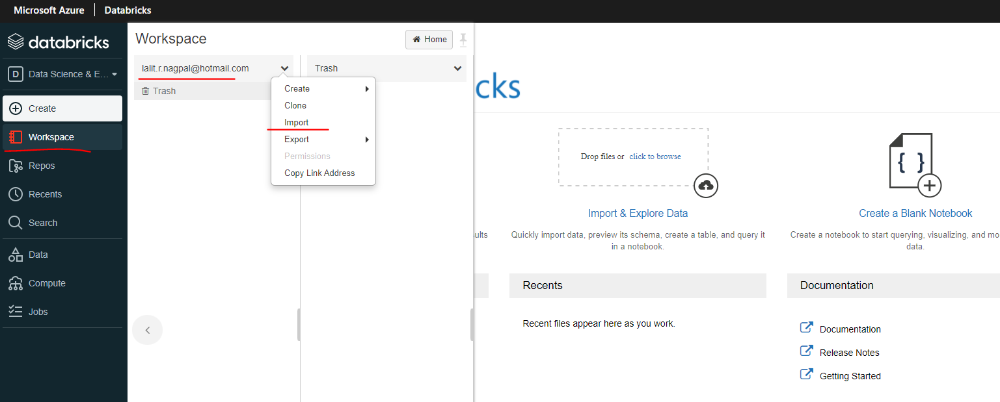 Microsoft Azure Databricks
databricks
D Data Science & E...
Create
Workspace
Repos
Recents
Search
Data
Compute
Jobs
Workspace
Home
lalit.r.nagpal@hotmail.com
Trash
Trash
Create
Clone
Import
Export
Permissions
Copy Link Address
cks
Drop files or click to browse
Import & Explore Data
ults
Quickly import data, preview its schema, create a table, and query it
in a notebook.
{ }
Create a Blank Notebook
Create a notebook to start querying, visualizing, and mo
data.
Recents
Recent files appear here as you work.
Documentation
Documentation
Release Notes
Getting Started